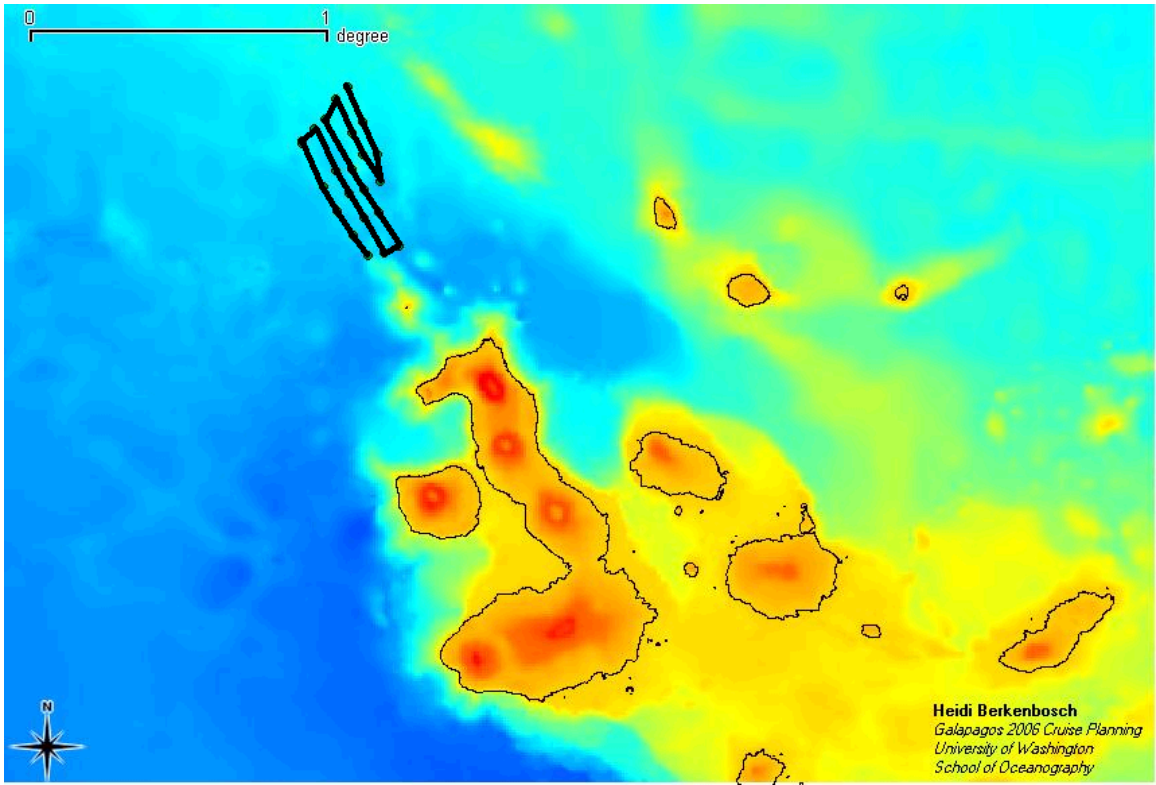 0 1
degree
N
Heidi Berkenbosch
Galapagos 2006 Cruise Planning
University of Washington
School of Oceanography